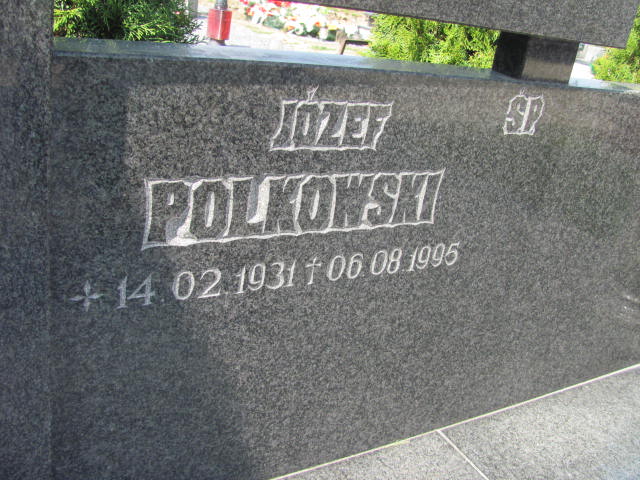 JÓZEF
POLKOWSKI
14.02.1931 † 06.08.1995
ŚP.